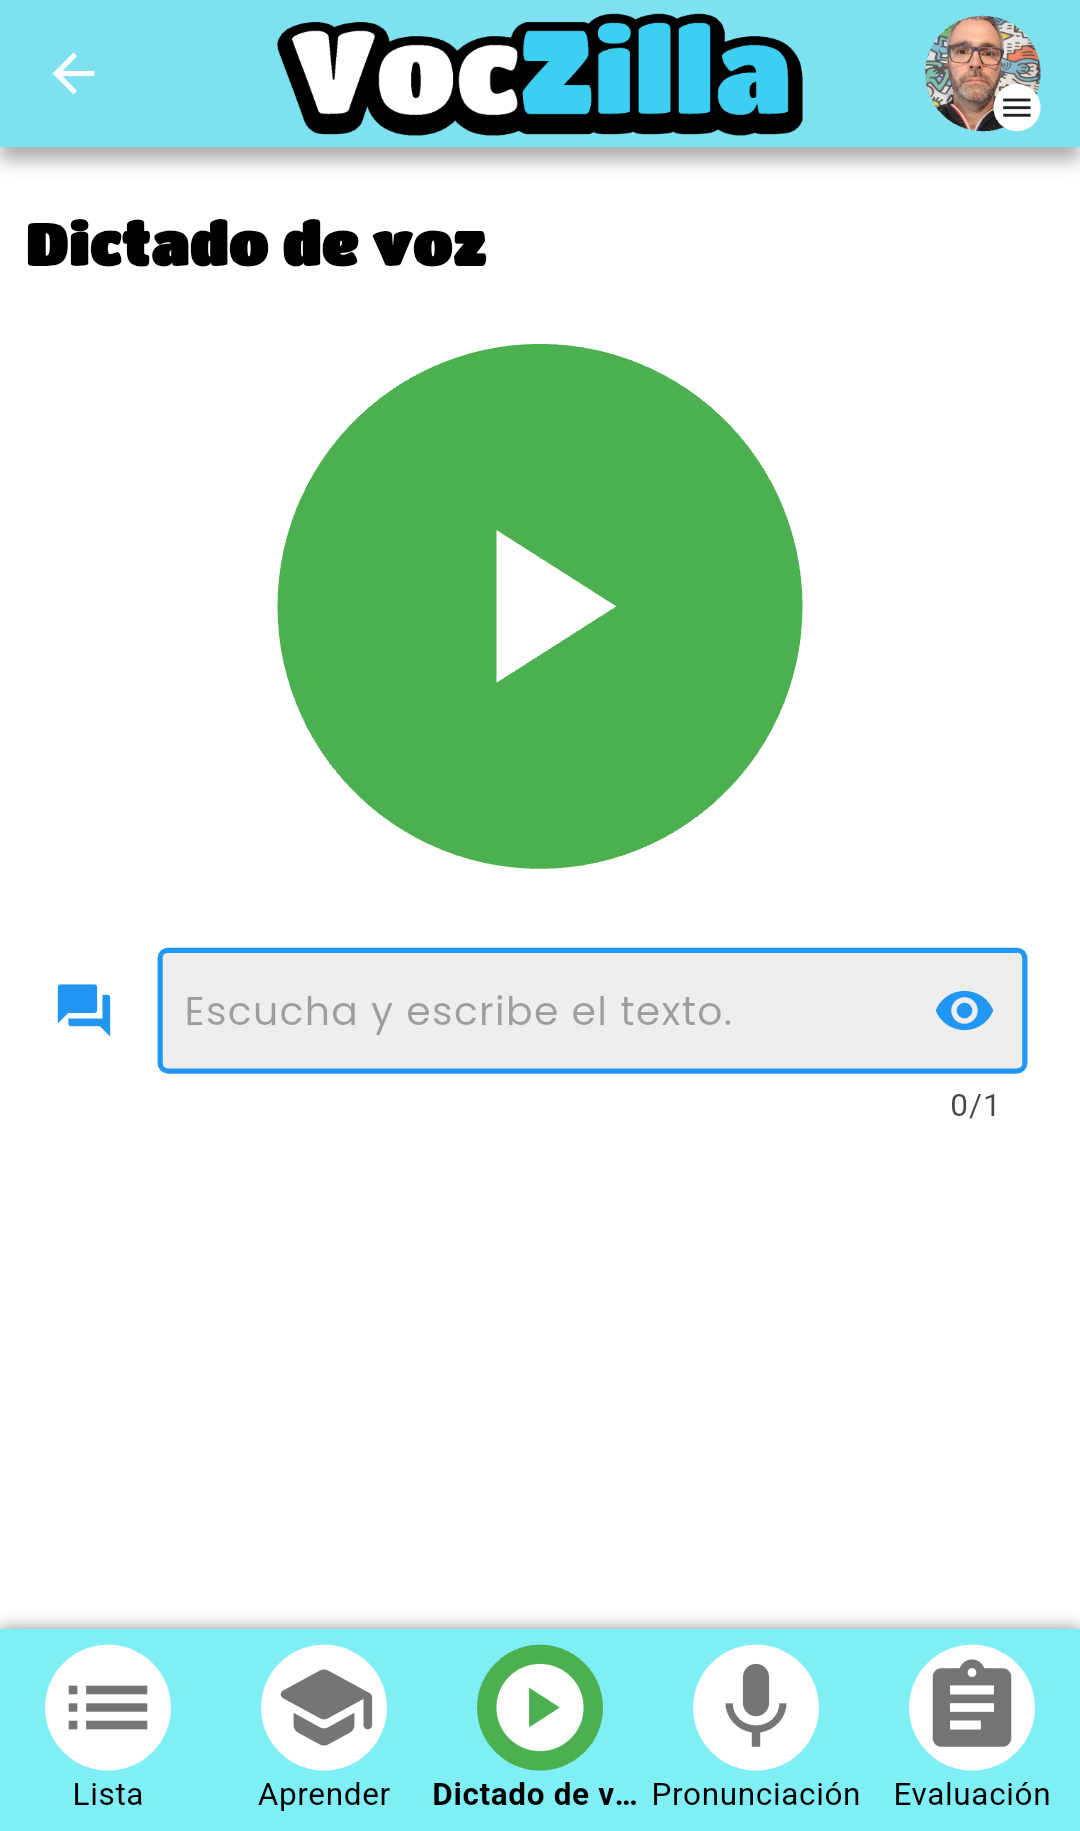 VocZilla
Dictado de voz
Escucha y escribe el texto.
0/1
Lista
Aprender
Dictado de v...
Pronunciación
Evaluación